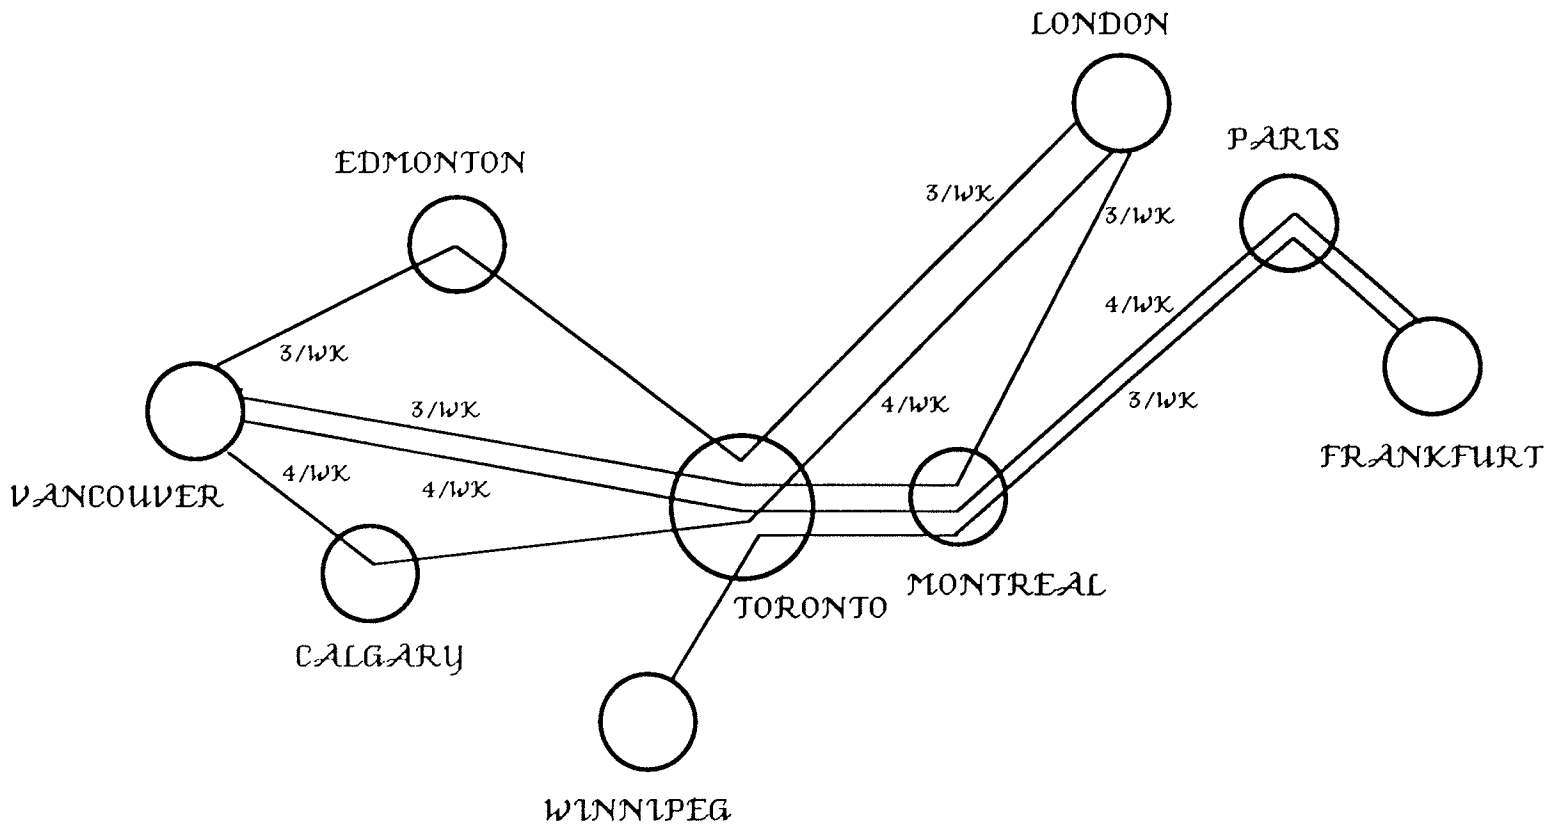 LONDON
PARIS
EDMONTON
3/WK
3/WK
4/WK
3/WK
3/WK
4/WK
3/WK
FRANKFURT
4/WK
4/WK
VANCOUVER
MONTREAL
TORONTO
CALGARY
WINNIPEG